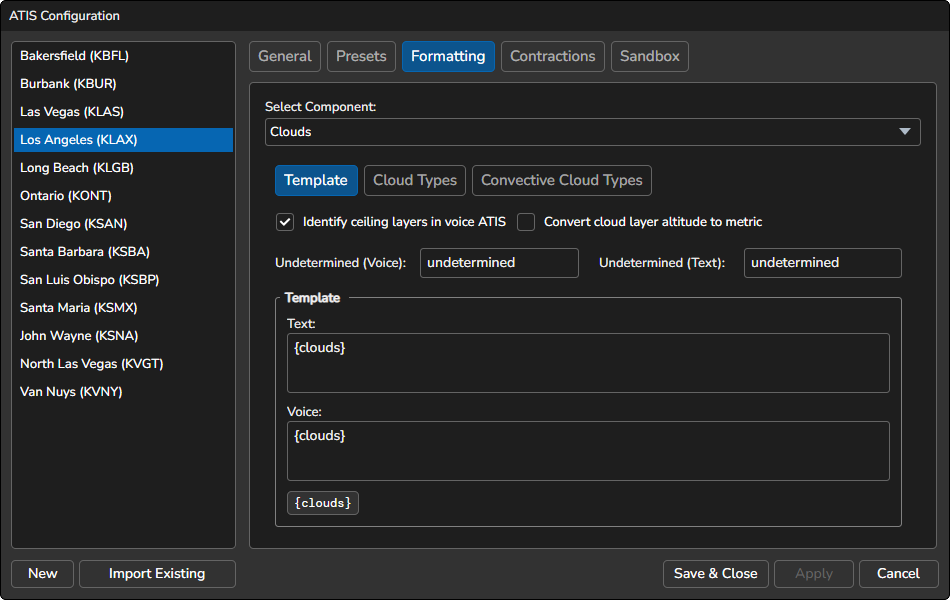 ATIS Configuration
Bakersfield (KBFL)
Burbank (KBUR)
Las Vegas (KLAS)
Los Angeles (KLAX)
Long Beach (KLGB)
Ontario (KONT)
San Diego (KSAN)
Santa Barbara (KSBA)
San Luis Obispo (KSBP)
Santa Maria (KSMX)
John Wayne (KSNA)
North Las Vegas (KVGT)
Van Nuys (KVNY)
New
Import Existing
General Presets Formatting Contractions Sandbox
Select Component:
Clouds
Template Cloud Types Convective Cloud Types
Identify ceiling layers in voice ATIS Convert cloud layer altitude to metric
Undetermined (Voice): undetermined Undetermined (Text): undetermined
Template
Text:
{clouds}
Voice:
{clouds}
{clouds}
Save & Close Apply Cancel